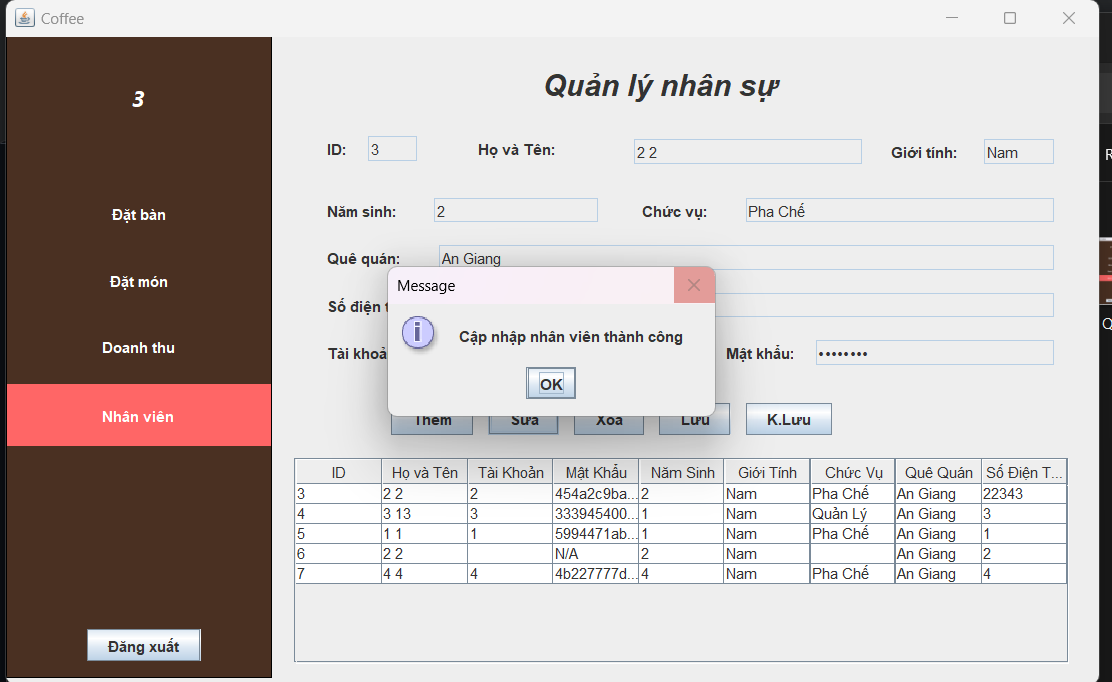 Coffee
3
Đặt bàn
Đặt món
Doanh thu
Nhân viên
Đăng xuất
Quản lý nhân sự
ID: 3 Họ và Tên: 2 2 Giới tính: Nam
Năm sinh: 2 Chức vụ: Pha Chế
Quê quán: An Giang
Số điện
Mật khẩu: ••••••••
Message
Cập nhập nhân viên thành công
OK
Thêm Sửa Xóa Lưu K.Lưu
ID Họ và Tên Tài Khoản Mật Khẩu Năm Sinh Giới Tính Chức Vụ Quê Quán Số Điện T...
3 2 2 2 454a2c9ba... 2 Nam Pha Chế An Giang 22343
4 3 13 3 333945400... 1 Nam Quản Lý An Giang 3
5 1 1 1 5994471ab... 1 Nam Pha Chế An Giang 1
6 2 2 N/A 2 Nam An Giang 2
7 4 4 4 4b227777d... 4 Nam Pha Chế An Giang 4